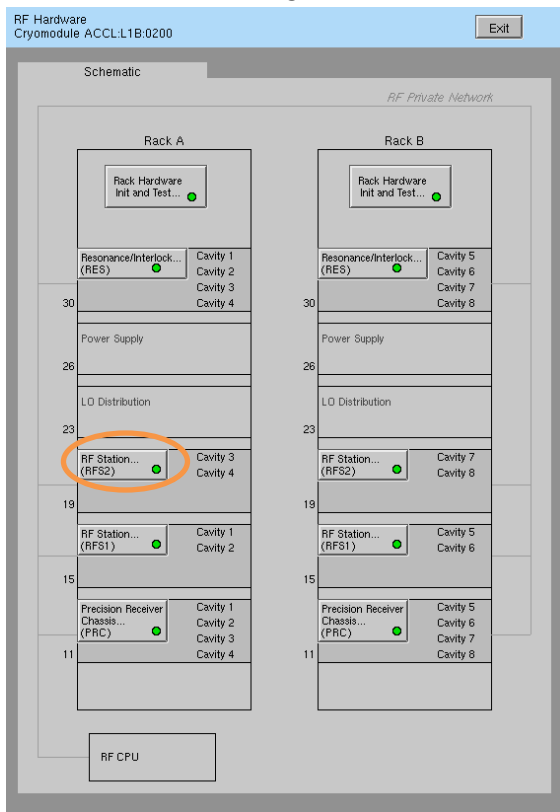 RF Hardware
Cryomodule ACCL:L1B:0200
Exit
Schematic
RF Private Network
Rack A
Rack Hardware
Init and Test...
Resonance/Interlock...
(RES)
Cavity 1
Cavity 2
Cavity 3
Cavity 4
30
Power Supply
26
LO Distribution
23
RF Station...
(RFS2)
Cavity 3
Cavity 4
19
RF Station...
(RFS1)
Cavity 1
Cavity 2
15
Precision Receiver
Chassis...
(PRC)
Cavity 1
Cavity 2
Cavity 3
Cavity 4
11
Rack B
Rack Hardware
Init and Test...
Resonance/Interlock...
(RES)
Cavity 5
Cavity 6
Cavity 7
Cavity 8
30
Power Supply
26
LO Distribution
23
RF Station...
(RFS2)
Cavity 7
Cavity 8
19
RF Station...
(RFS1)
Cavity 5
Cavity 6
15
Precision Receiver
Chassis...
(PRC)
Cavity 5
Cavity 6
Cavity 7
Cavity 8
11
RF CPU